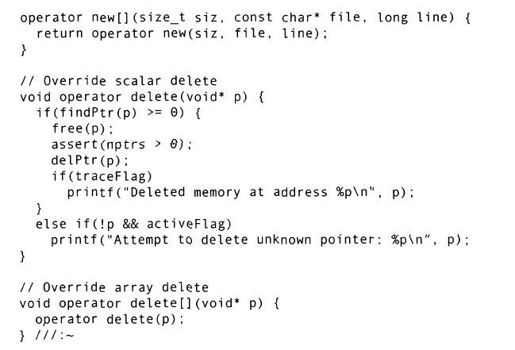 operator new[](size_t siz, const char* file, long line) {
  return operator new(siz, file, line);
}
// Override scalar delete
void operator delete(void* p) {
  if(findPtr(p) >= 0) {
    free(p);
    assert(nptrs > 0);
    delPtr(p);
    if(traceFlag)
      printf("Deleted memory at address %p\n", p);
  }
  else if(!p && activeFlag)
    printf("Attempt to delete unknown pointer: %p\n", p);
}
// Override array delete
void operator delete[](void* p) {
  operator delete(p);
} ///:~